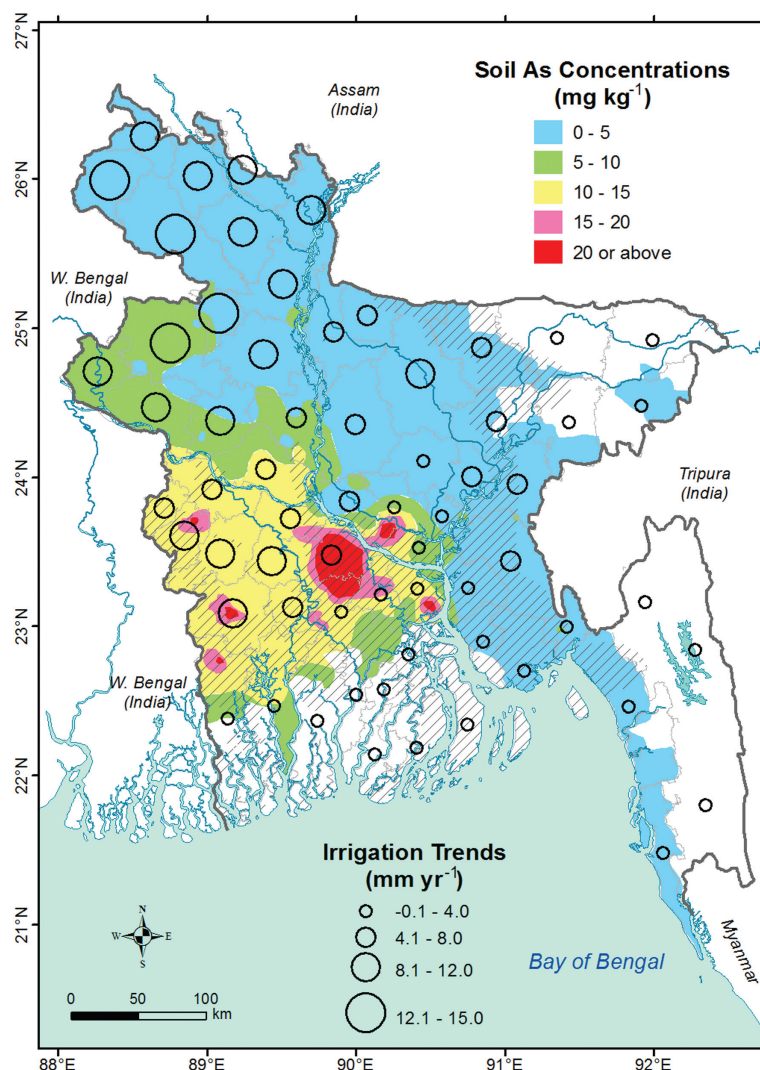 27°N
26°N
25°N
24°N
23°N
22°N
21°N
Assam
(India)
Soil As Concentrations
(mg kg-1)
0 - 5
5 - 10
10 - 15
15 - 20
20 or above
W. Bengal
(India)
Tripura
(India)
W. Bengal
(India)
Irrigation Trends
(mm yr-1)
-0.1 - 4.0
4.1 - 8.0
8.1 - 12.0
12.1 - 15.0
N
W E
S
0 50 100
km
Bay of Bengal
Myanmar
88°E 89°E 90°E 91°E 92°E